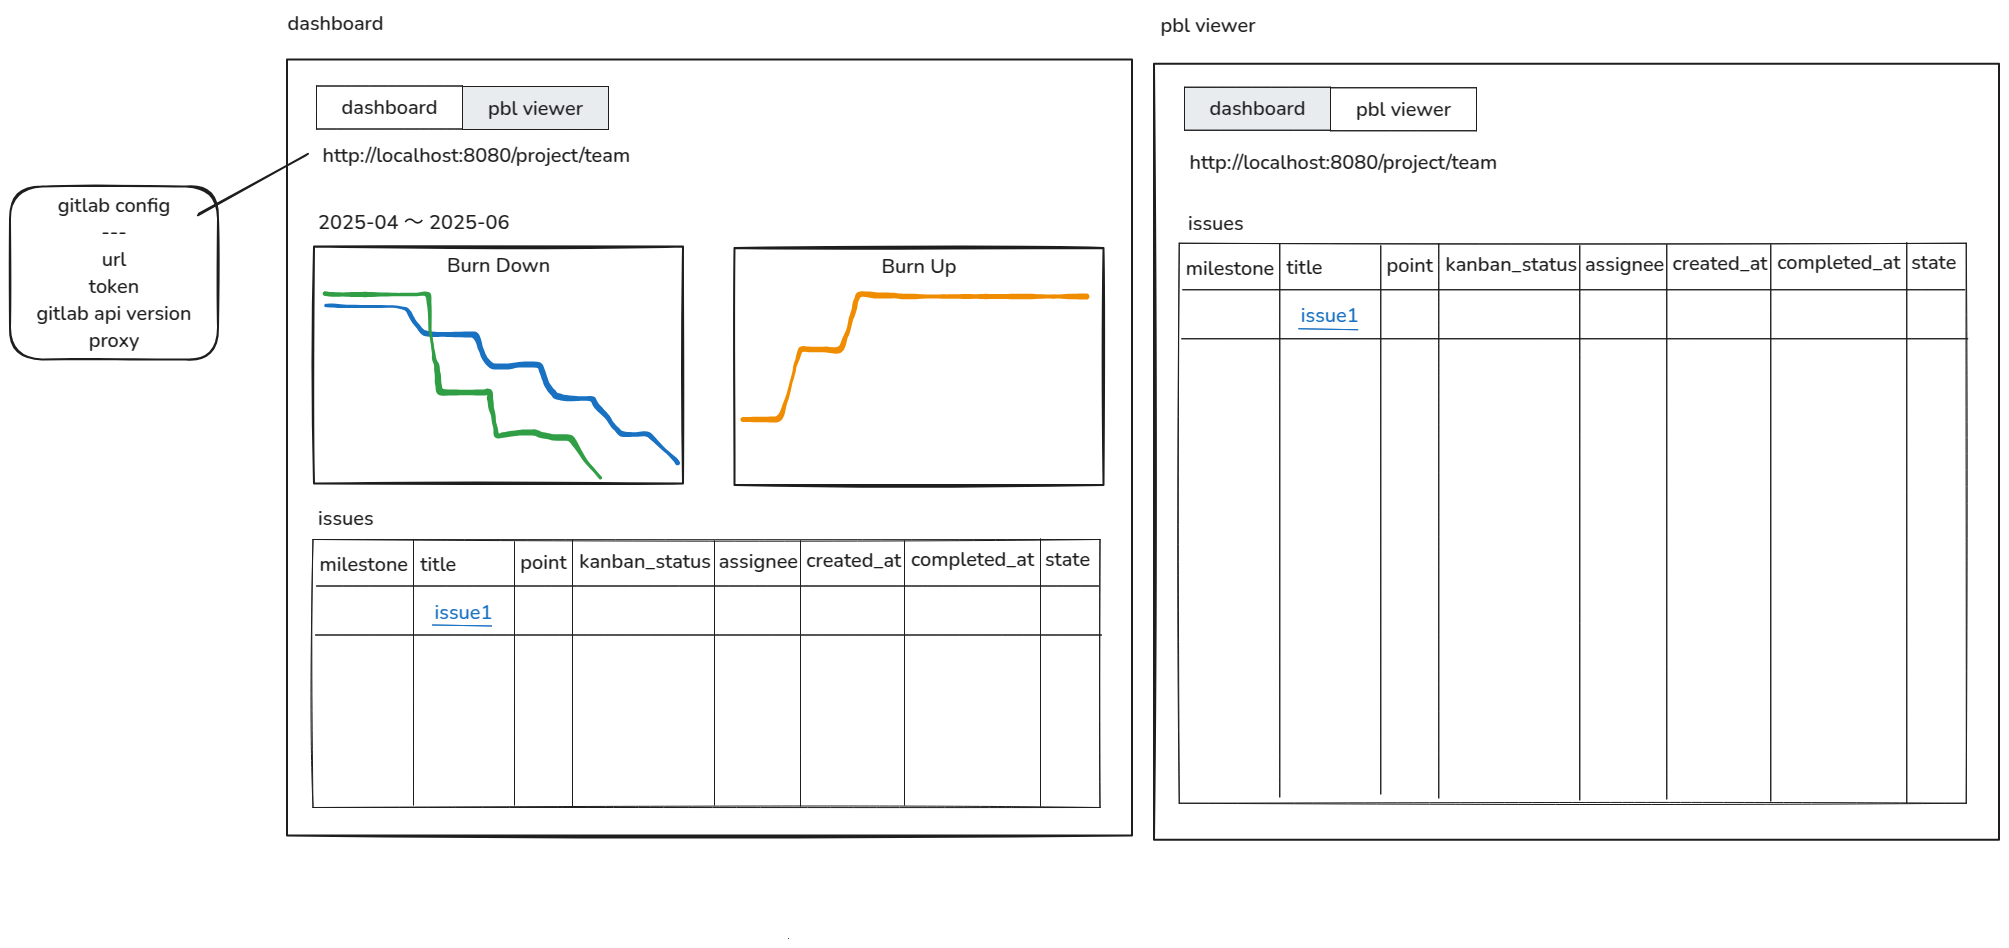 dashboard
dashboard
pbl viewer
http://localhost:8080/project/team
gitlab config
---
url
token
gitlab api version
proxy
2025-04 ～ 2025-06
Burn Down
Burn Up
issues
milestone title point kanban_status assignee created_at completed_at state
issue1
pbl viewer
dashboard
pbl viewer
http://localhost:8080/project/team
issues
milestone title point kanban_status assignee created_at completed_at state
issue1